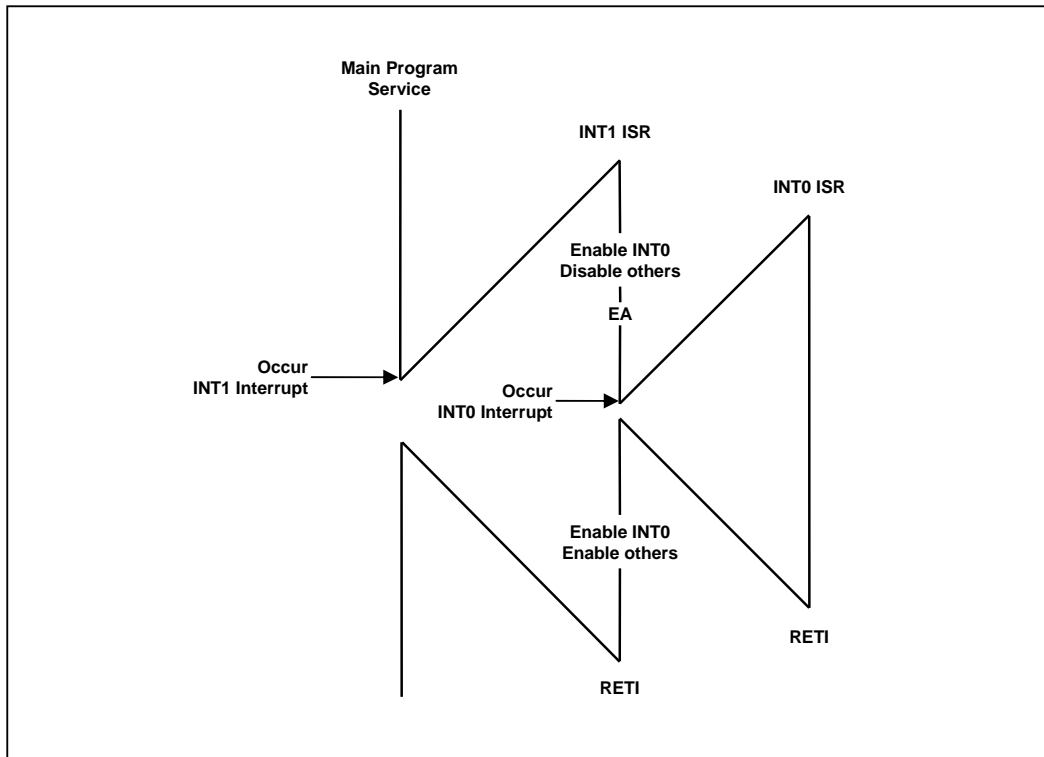 Main Program
Service
INT1 ISR
INT0 ISR
Enable INT0
Disable others
EA
Occur
INT1 Interrupt
Occur
INT0 Interrupt
Enable INT0
Enable others
RETI
RETI